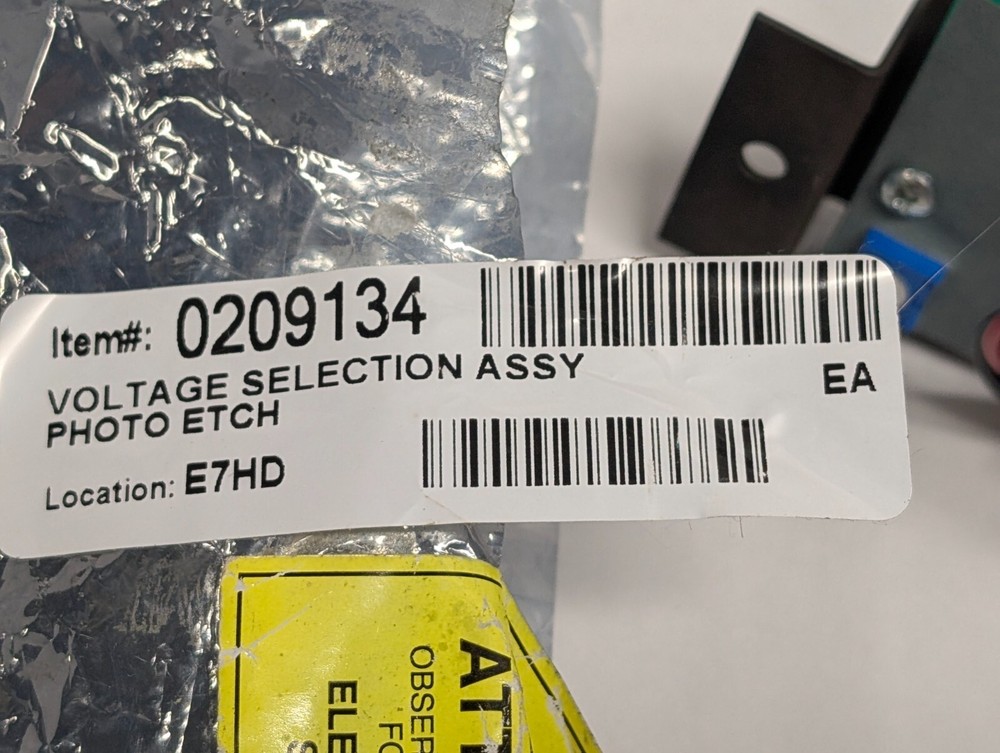 Item#: 0209134
VOLTAGE SELECTION ASSY
EA
PHOTO ETCH
Location: E7HD